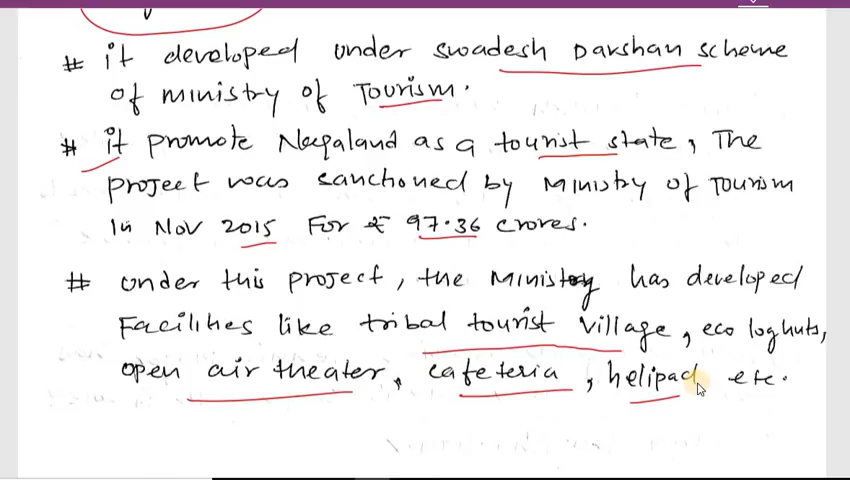 # it developed under swadesh Darshan scheme
of ministry of Tourism.
* it promote Nagaland as a tourist state, The
project was sanctioned by Ministry of Tourism
in Nov 2015 For ₹ 97.36 crores.
# under this project, the Ministry has developed
Facilities like tribal tourist village, eco loghuts,
open air theater, cafeteria, helipad etc.